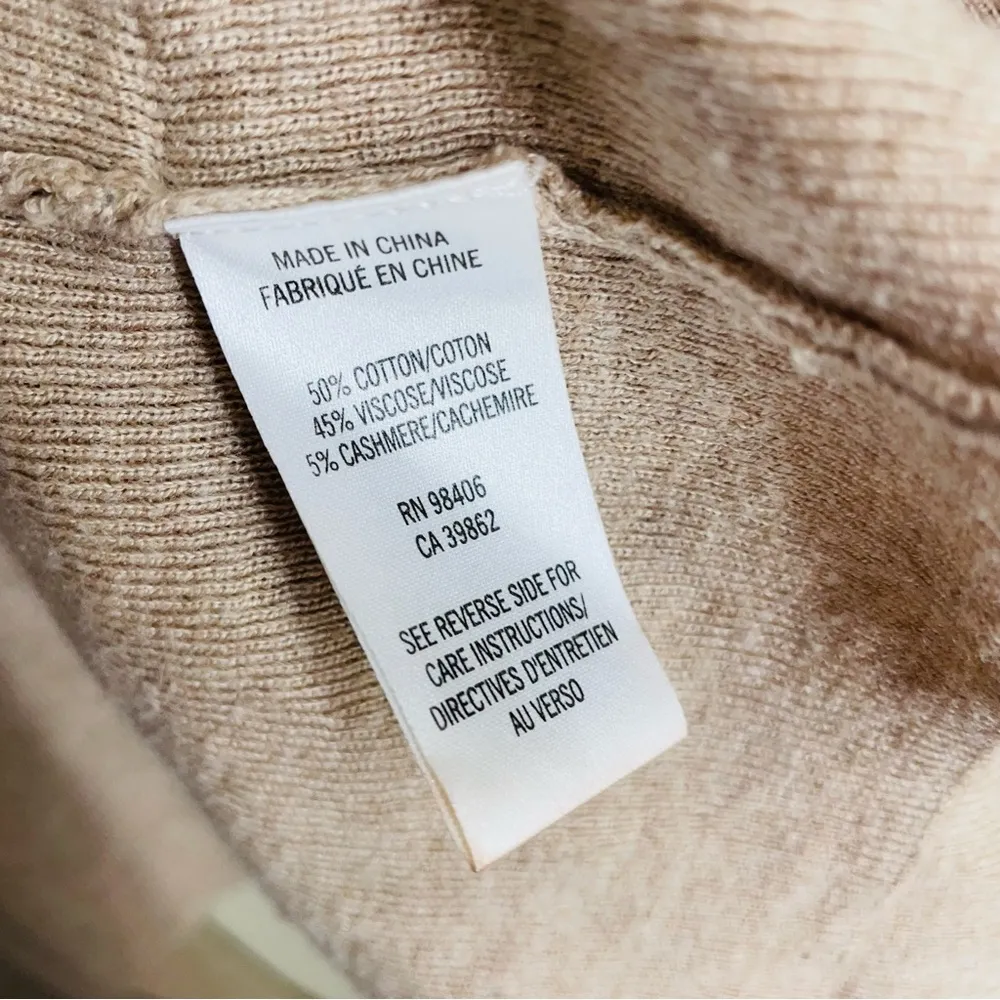 MADE IN CHINA
FABRIQUÉ EN CHINE
50% COTTON/COTON
45% VISCOSE/VISCOSE
5% CASHMERE/CACHEMIRE
RN 98406
CA 39862
SEE REVERSE SIDE FOR
CARE INSTRUCTIONS/
DIRECTIVES D'ENTRETIEN
AU VERSO